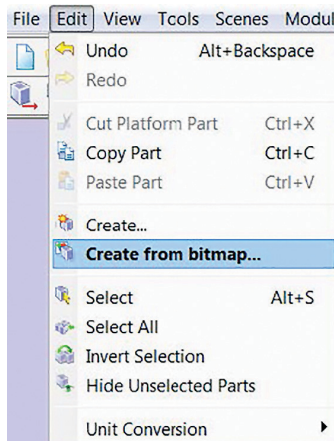 File Edit View Tools Scenes Modul
Undo Alt+Backspace
Redo
Cut Platform Part Ctrl+X
Copy Part Ctrl+C
Paste Part Ctrl+V
Create...
Create from bitmap...
Select Alt+S
Select All
Invert Selection
Hide Unselected Parts
Unit Conversion